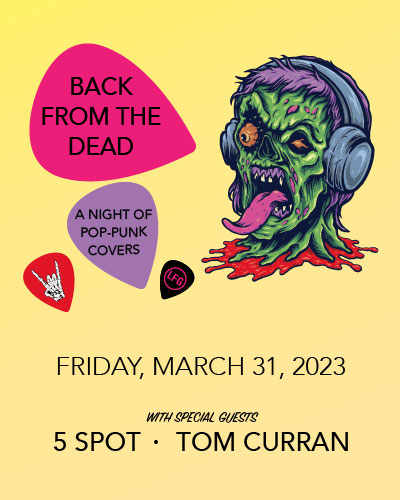 BACK
FROM THE
DEAD
A NIGHT OF
POP-PUNK
COVERS
LFG
FRIDAY, MARCH 31, 2023
WITH SPECIAL GUESTS
5 SPOT · TOM CURRAN